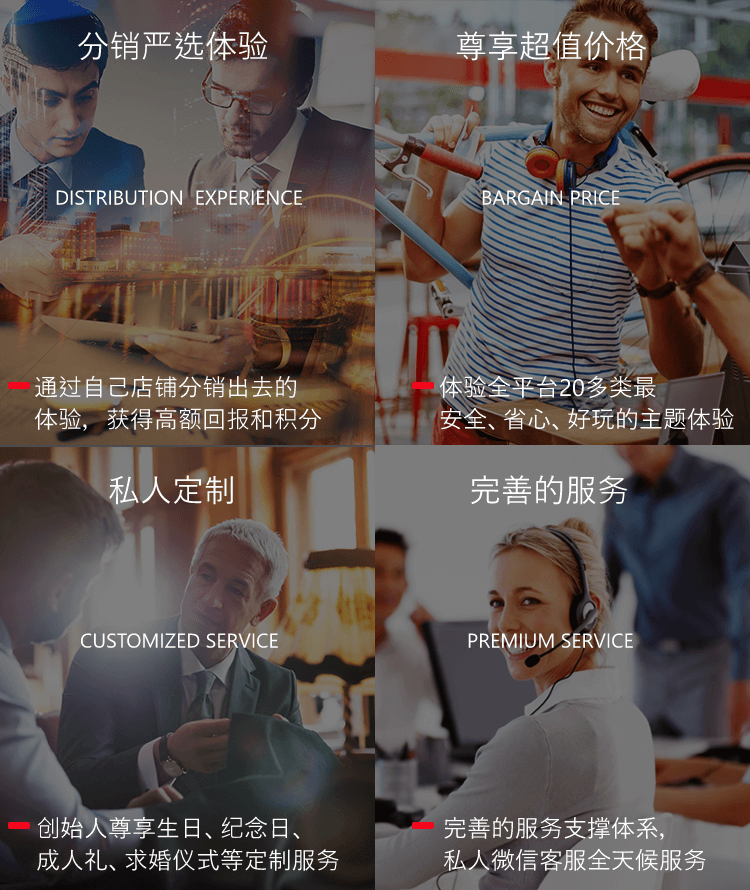 分销严选体验
DISTRIBUTION EXPERIENCE
通过自己店铺分销出去的
体验，获得高额回报和积分
尊享超值价格
BARGAIN PRICE
体验全平台20多类最
安全、省心、好玩的主题体验
私人定制
CUSTOMIZED SERVICE
创始人尊享生日、纪念日、
成人礼、求婚仪式等定制服务
完善的服务
PREMIUM SERVICE
完善的服务支撑体系，
私人微信客服全天候服务